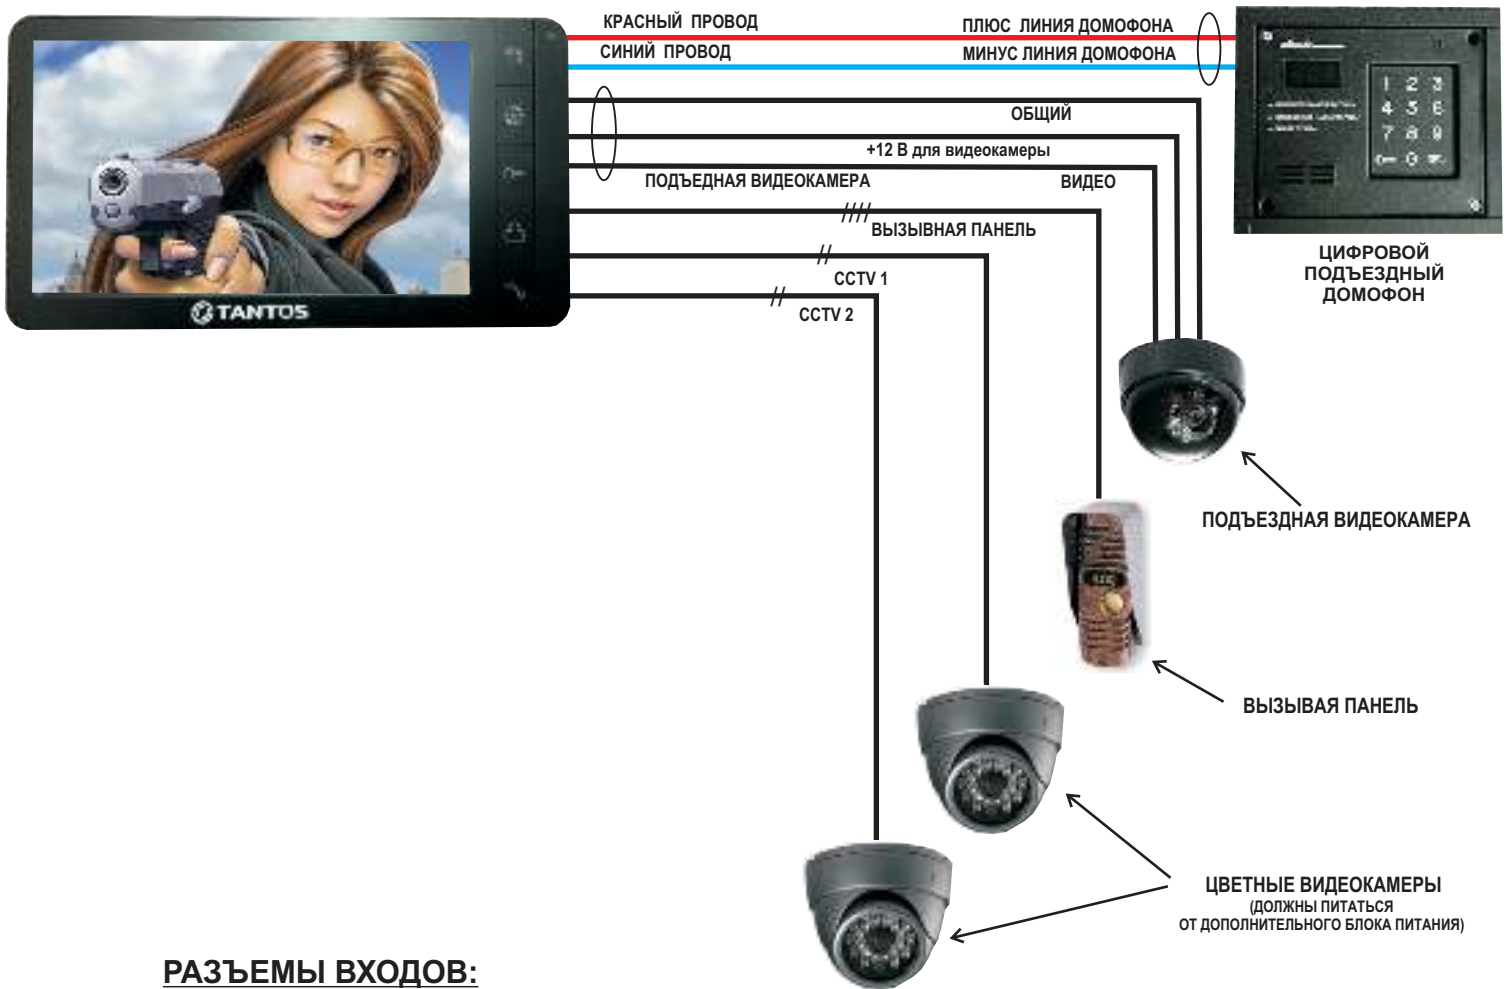 КРАСНЫЙ ПРОВОД
ПЛЮС ЛИНИЯ ДОМОФОНА
СИНИЙ ПРОВОД
МИНУС ЛИНИЯ ДОМОФОНА
ОБЩИЙ
+12 В для видеокамеры
ПОДЪЕДНАЯ ВИДЕОКАМЕРА
ВИДЕО
ВЫЗЫВНАЯ ПАНЕЛЬ
CCTV 1
CCTV 2
TANTOS
1 2 3
4 5 6
7 8 9
0
ЦИФРОВОЙ
ПОДЪЕЗДНЫЙ
ДОМОФОН
ПОДЪЕЗДНАЯ ВИДЕОКАМЕРА
ВЫЗЫВАЯ ПАНЕЛЬ
ЦВЕТНЫЕ ВИДЕОКАМЕРЫ
(ДОЛЖНЫ ПИТАТЬСЯ
ОТ ДОПОЛНИТЕЛЬНОГО БЛОКА ПИТАНИЯ)
РАЗЪЕМЫ ВХОДОВ: